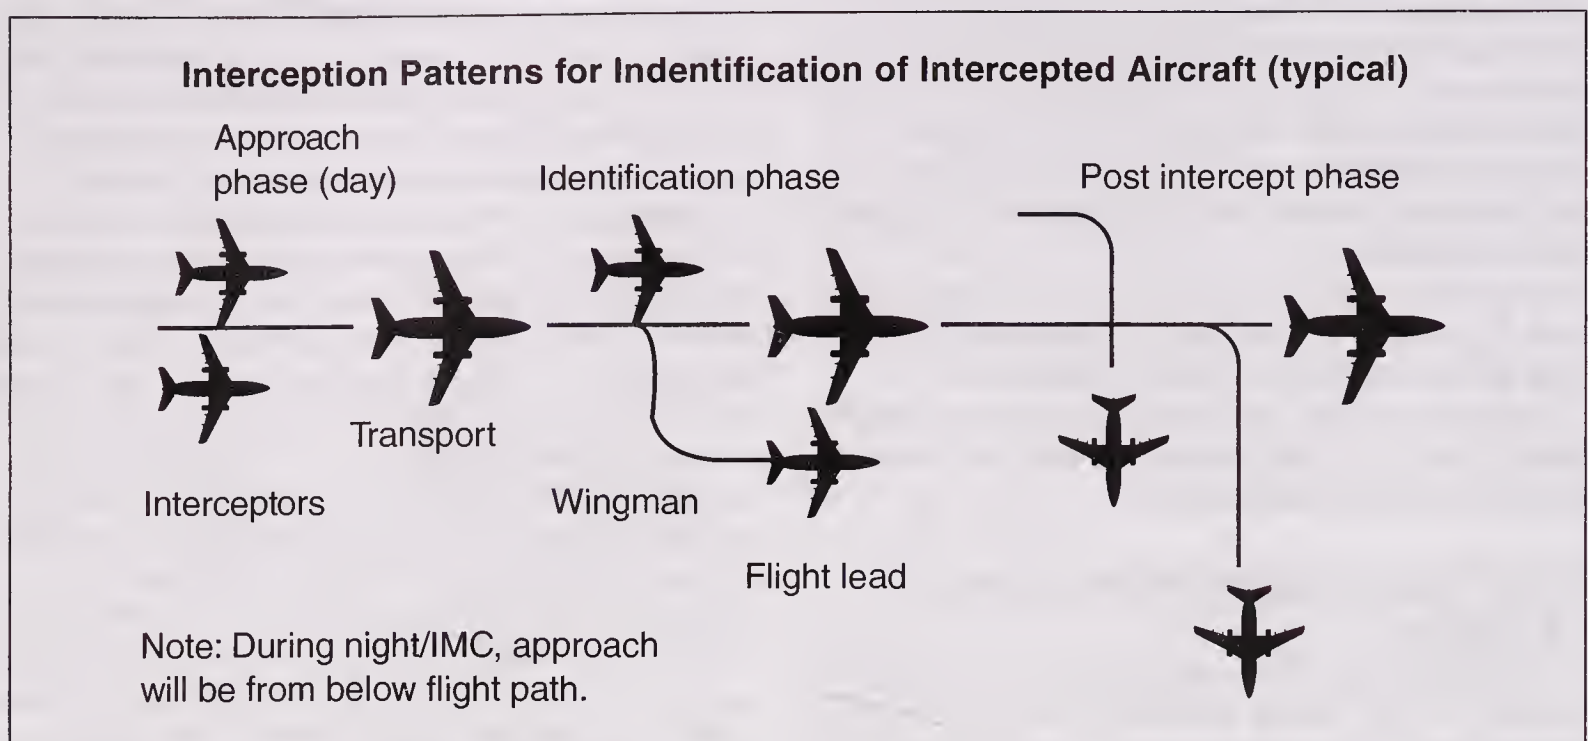 Interception Patterns for Indentification of Intercepted Aircraft (typical)
Approach
phase (day)
Identification phase
Post intercept phase
Transport
Interceptors
Wingman
Flight lead
Note: During night/IMC, approach
will be from below flight path.